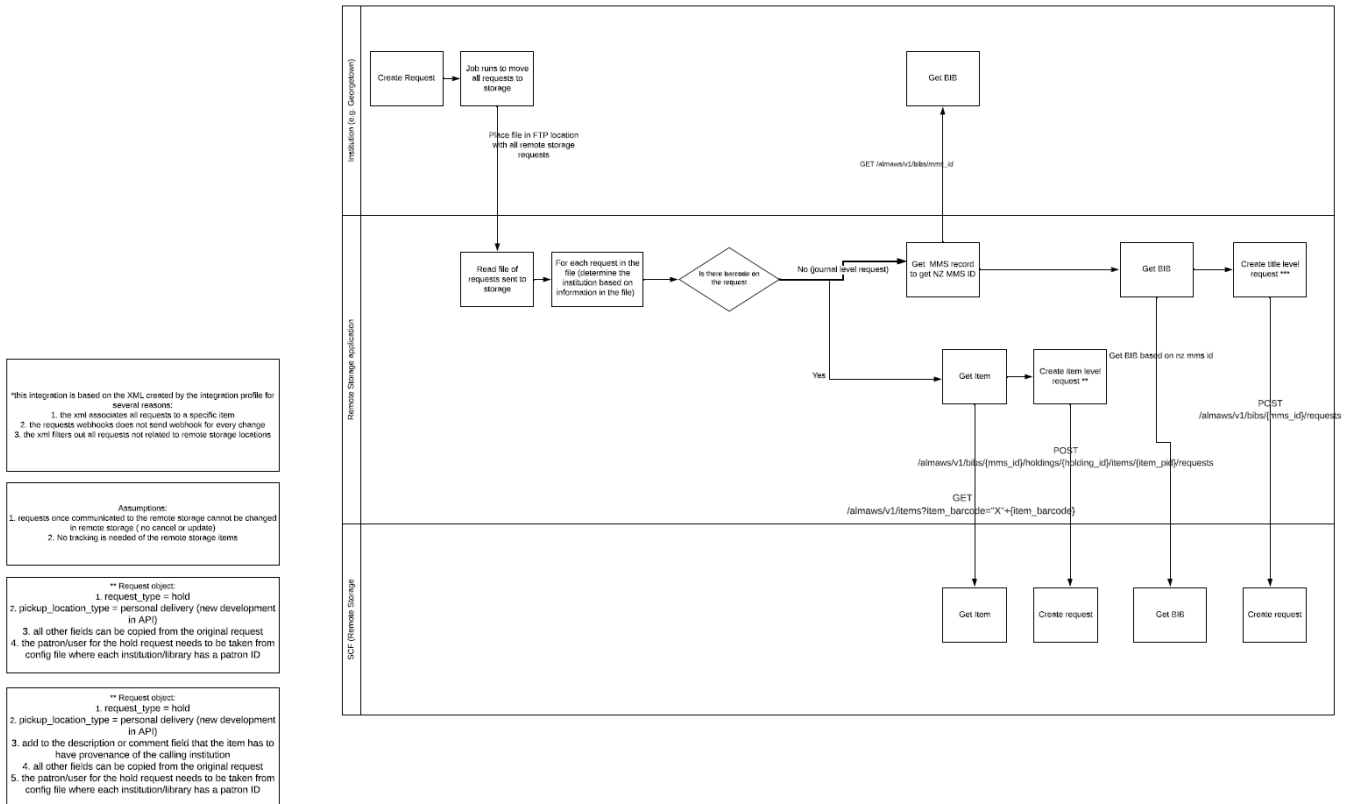 Institution (e.g. Georgetown)
Create Request
Job runs to move
all requests to
storage
Place file in FTP location
with all remote storage
requests
Get BIB
GET /almaws/v1/bibs/mms_id
Remote Storage application
Read file of
requests sent to
storage
For each request in the
file (determine the
institution based on
information in the file)
Is there barcode on
the request
No (journal level request)
Get MMS record
to get NZ MMS ID
Get BIB
Create title level
request ***
Yes
Get Item
Create item level
request **
Get BIB based on nz mms id
POST
/almaws/v1/bibs/{mms_id}/requests
POST
/almaws/v1/bibs/{mms_id}/holdings/{holding_id}/items/{item_pid}/requests
GET
/almaws/v1/items?item_barcode="X"+{item_barcode}
SCF (Remote Storage)
Get Item
Create request
Get BIB
Create request
*this integration is based on the XML created by the integration profile for
several reasons:
1. the xml associates all requests to a specific item
2. the requests webhooks does not send webhook for every change
3. the xml filters out all requests not related to remote storage locations
Assumptions:
1. requests once communicated to the remote storage cannot be changed
in remote storage ( no cancel or update)
2. No tracking is needed of the remote storage items
** Request object:
1. request_type = hold
2. pickup_location_type = personal delivery (new development
in API)
3. all other fields can be copied from the original request
4. the patron/user for the hold request needs to be taken from
config file where each institution/library has a patron ID
** Request object:
1. request_type = hold
2. pickup_location_type = personal delivery (new development
in API)
3. add to the description or comment field that the item has to
have provenance of the calling institution
4. all other fields can be copied from the original request
5. the patron/user for the hold request needs to be taken from
config file where each institution/library has a patron ID